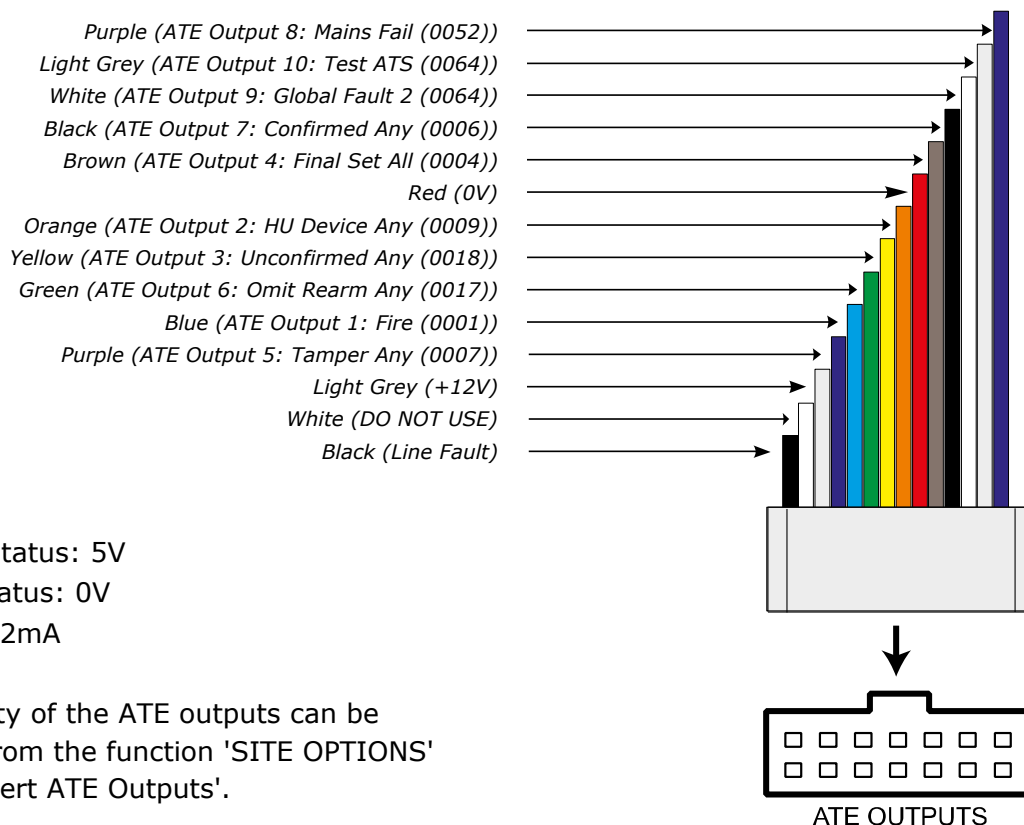 Purple (ATE Output 8: Mains Fail (0052))
Light Grey (ATE Output 10: Test ATS (0064))
White (ATE Output 9: Global Fault 2 (0064))
Black (ATE Output 7: Confirmed Any (0006))
Brown (ATE Output 4: Final Set All (0004))
Red (0V)
Orange (ATE Output 2: HU Device Any (0009))
Yellow (ATE Output 3: Unconfirmed Any (0018))
Green (ATE Output 6: Omit Rearm Any (0017))
Blue (ATE Output 1: Fire (0001))
Purple (ATE Output 5: Tamper Any (0007))
Light Grey (+12V)
White (DO NOT USE)
Black (Line Fault)
tatus: 5V
atus: 0V
2mA
ty of the ATE outputs can be
rom the function 'SITE OPTIONS'
ert ATE Outputs'.
ATE OUTPUTS